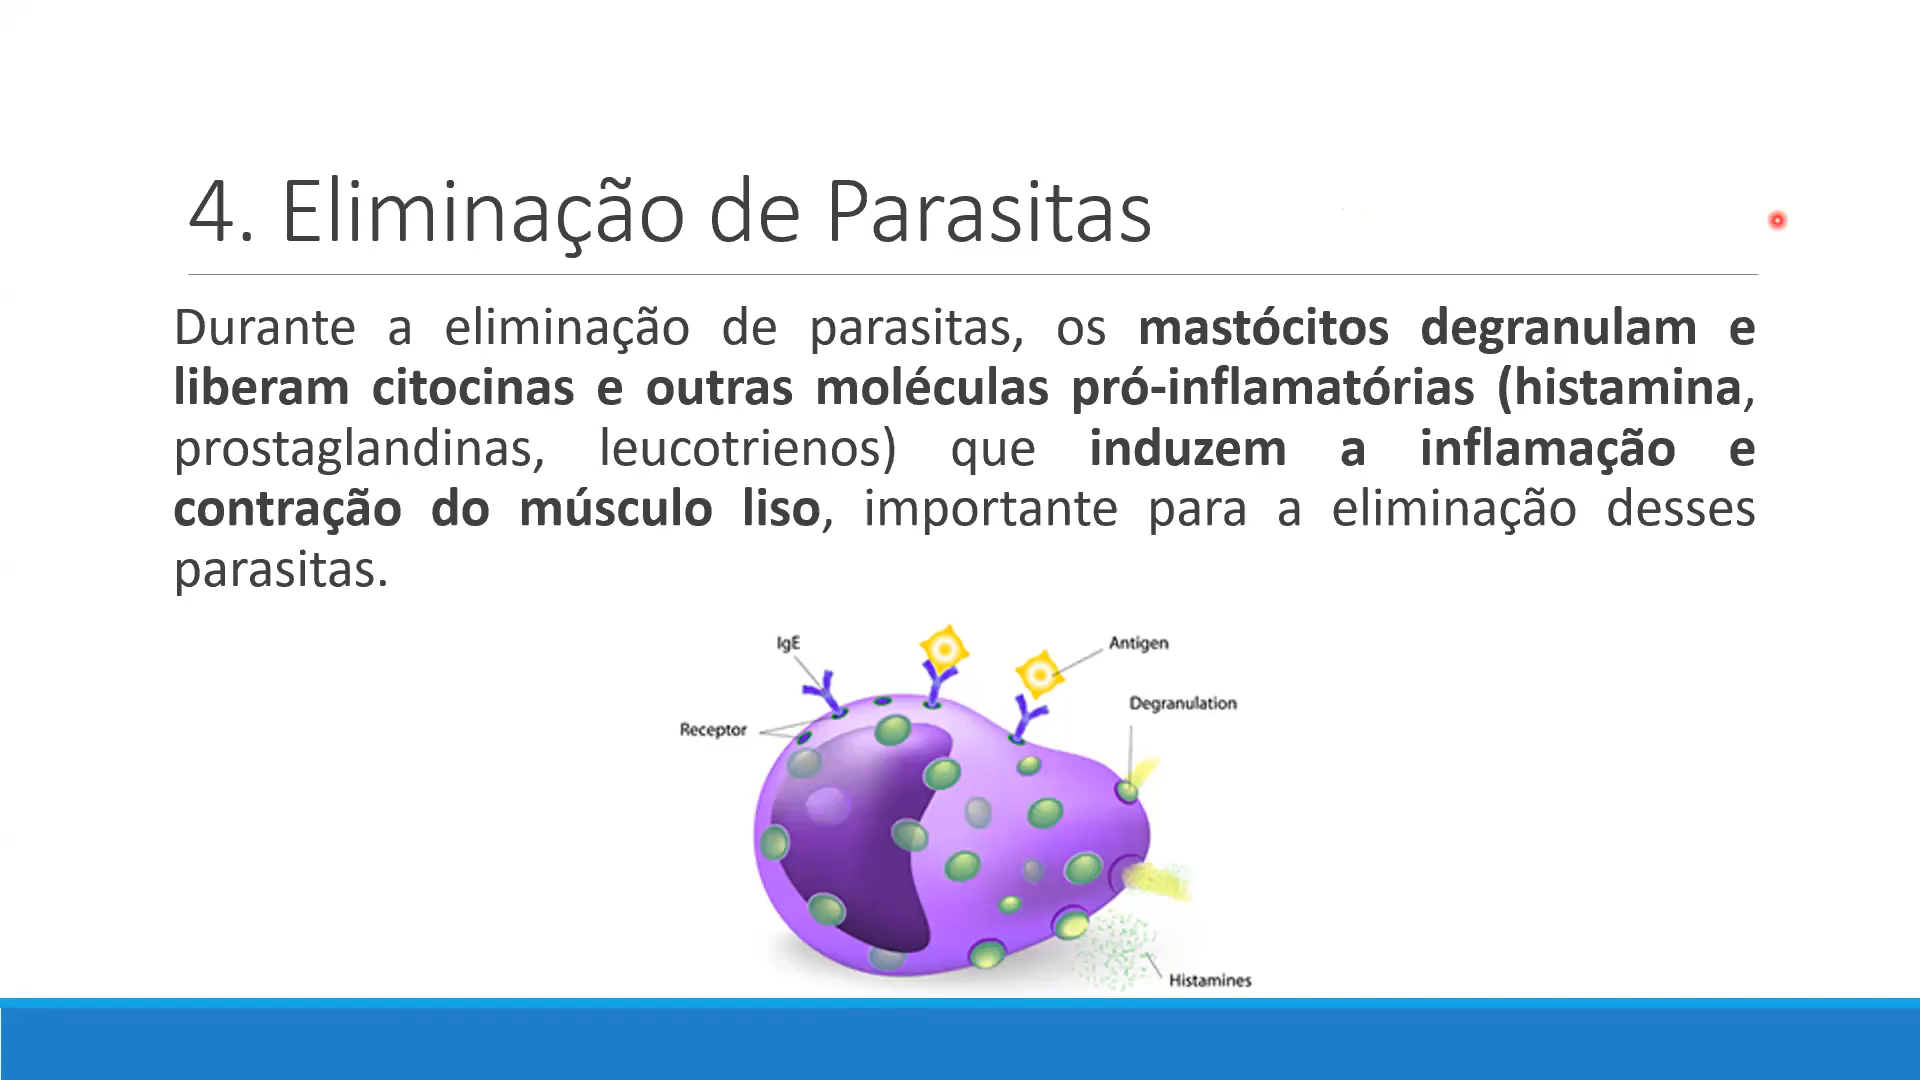 4. Eliminação de Parasitas
Durante a eliminação de parasitas, os mastócitos degranulam e
liberam citocinas e outras moléculas pró-inflamatórias (histamina,
prostaglandinas, leucotrienos) que induzem a inflamação e
contração do músculo liso, importante para a eliminação desses
parasitas.
IgE
Antigen
Degranulation
Receptor
Histamines